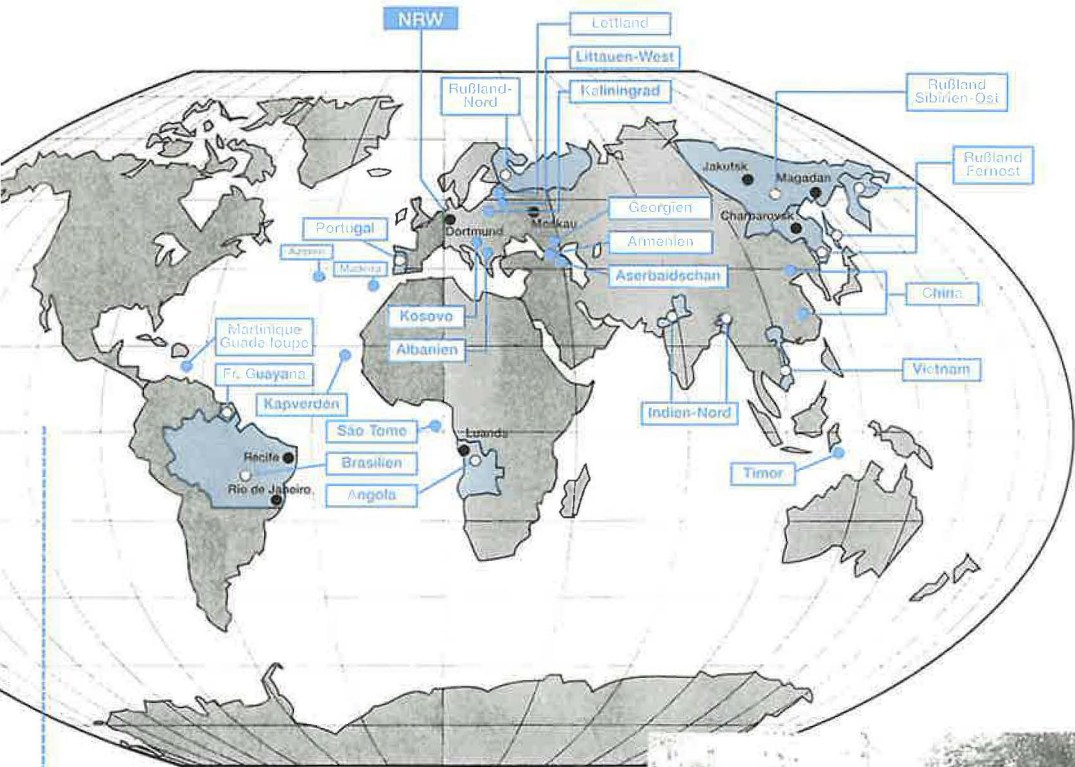 NRW
Lettland
Littauen-West
Rußland-
Nord
Kaliningrad
Rußland
Sibirien-Ost
Rußland
Fernost
Jakutsk
Magadan
Charbarovsk
Portugal
Azoren
Madeira
Dortmund
Moskau
Georgien
Armenien
Aserbaidschan
China
Kosovo
Albanien
Martinique
Guade loupe
Fr. Guayana
Kapverden
Vietnam
Indien-Nord
São Tome
Luanda
Recife
Brasilien
Rio de Janeiro
Angola
Timor